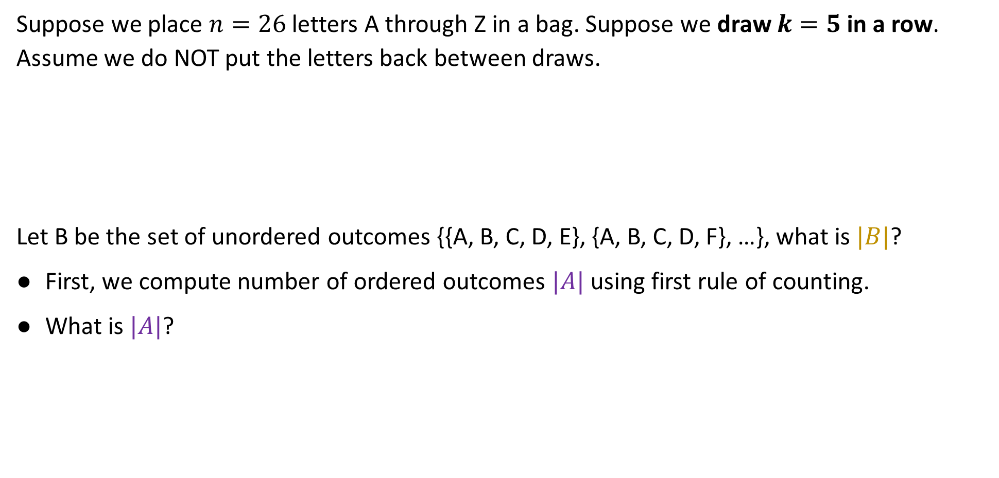 Suppose we place n = 26 letters A through Z in a bag. Suppose we draw k = 5 in a row.
Assume we do NOT put the letters back between draws.
Let B be the set of unordered outcomes {{A, B, C, D, E}, {A, B, C, D, F}, ...}, what is |B|?
● First, we compute number of ordered outcomes |A| using first rule of counting.
● What is |A|?